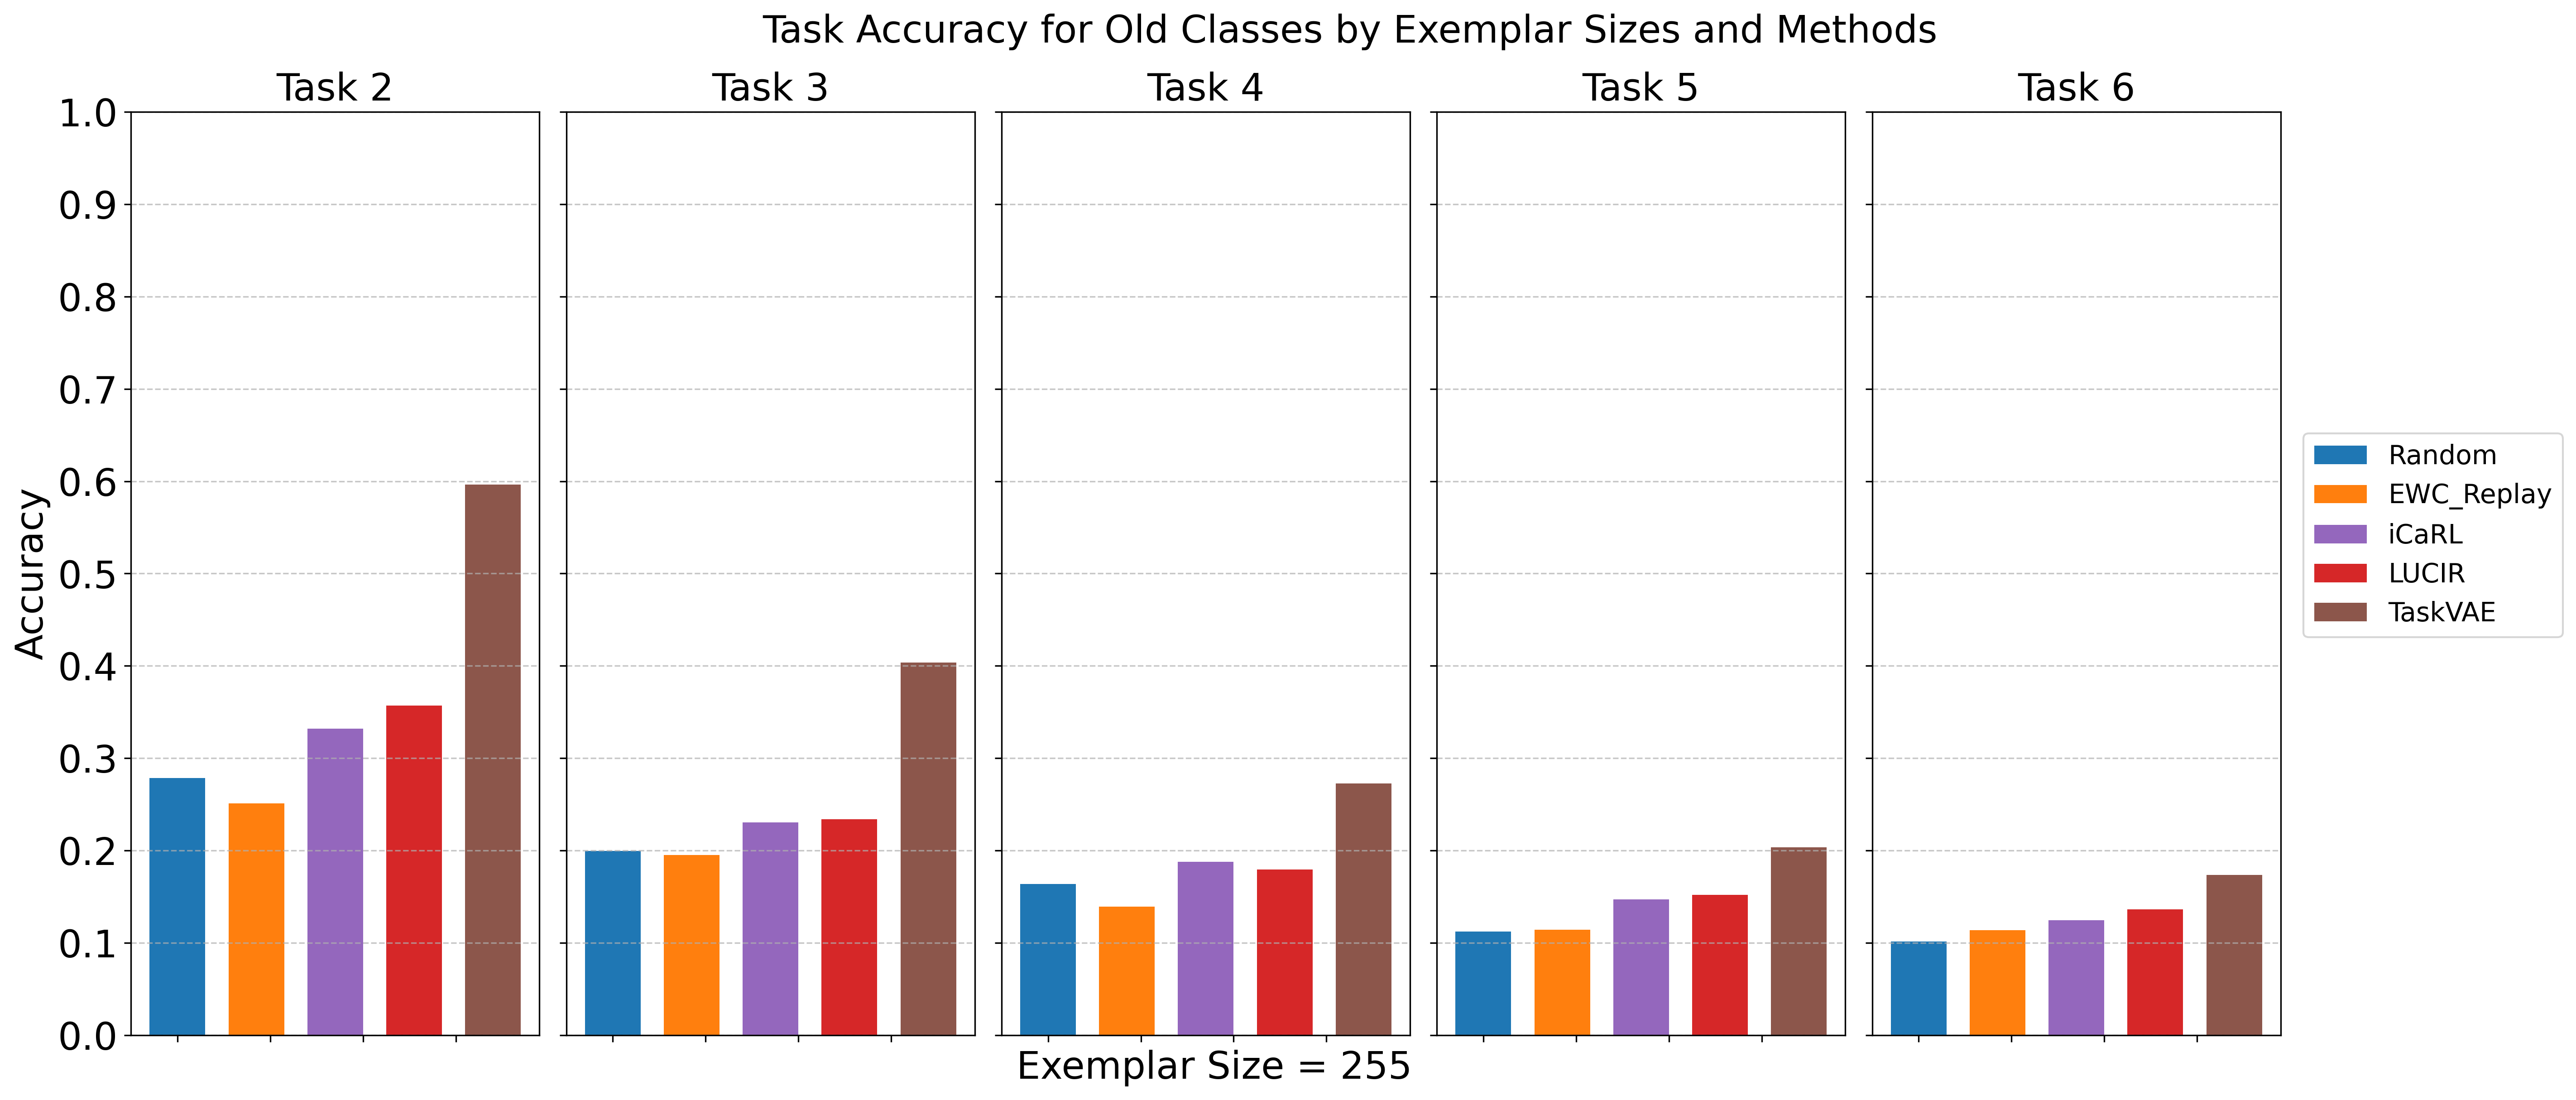 Task Accuracy for Old Classes by Exemplar Sizes and Methods
Task 2
Task 3
Task 4
Task 5
Task 6
1.0
0.9
0.8
0.7
0.6
0.5
0.4
0.3
0.2
0.1
0.0
Accuracy
Exemplar Size = 255
Random
EWC_Replay
iCaRL
LUCIR
TaskVAE